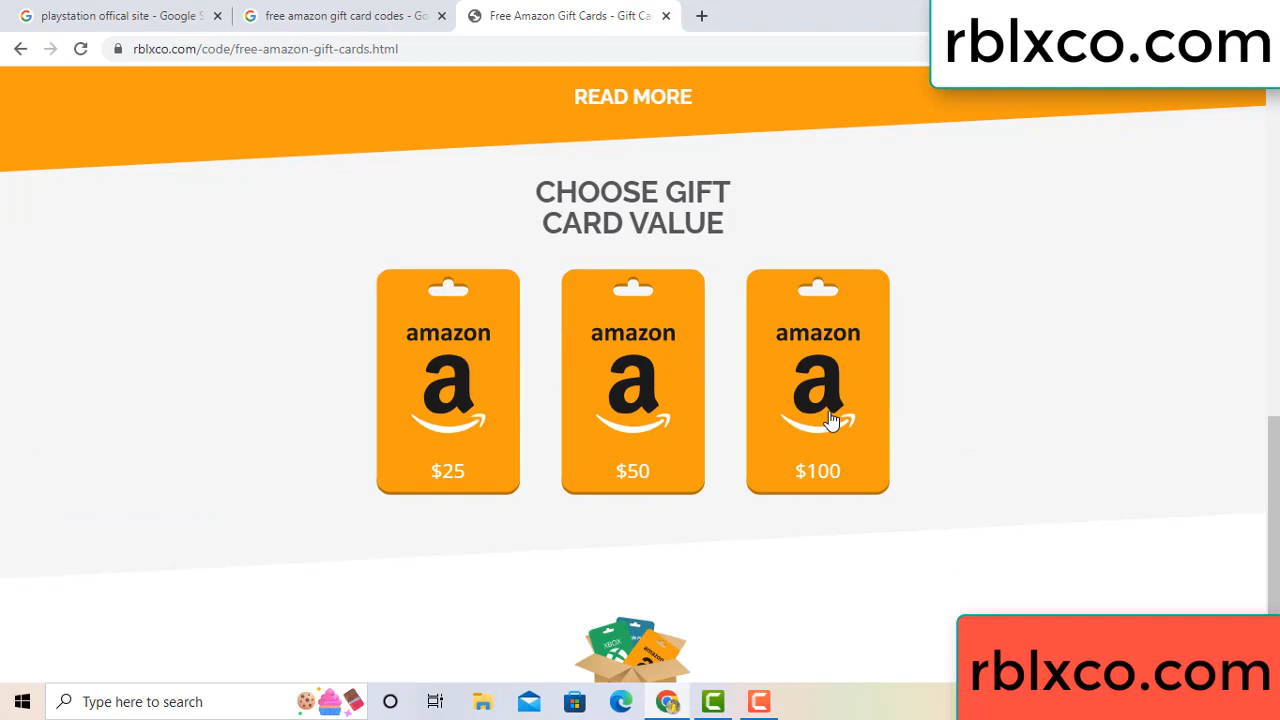 playstation offical site - Google S
free amazon gift card codes - Go
Free Amazon Gift Cards - Gift Ca
rblxco.com/code/free-amazon-gift-cards.html
rblxco.com
READ MORE
CHOOSE GIFT
CARD VALUE
amazon amazon amazon
a a a
$25 $50 $100
XBOX
a
rblxco.com
Type here to search